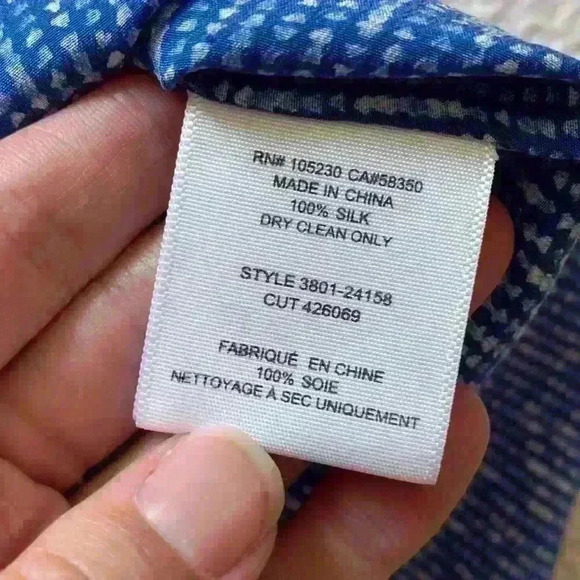 RN# 105230 CA#58350
MADE IN CHINA
100% SILK
DRY CLEAN ONLY
STYLE 3801-24158
CUT 426069
FABRIQUÉ EN CHINE
100% SOIE
NETTOYAGE À SEC UNIQUEMENT